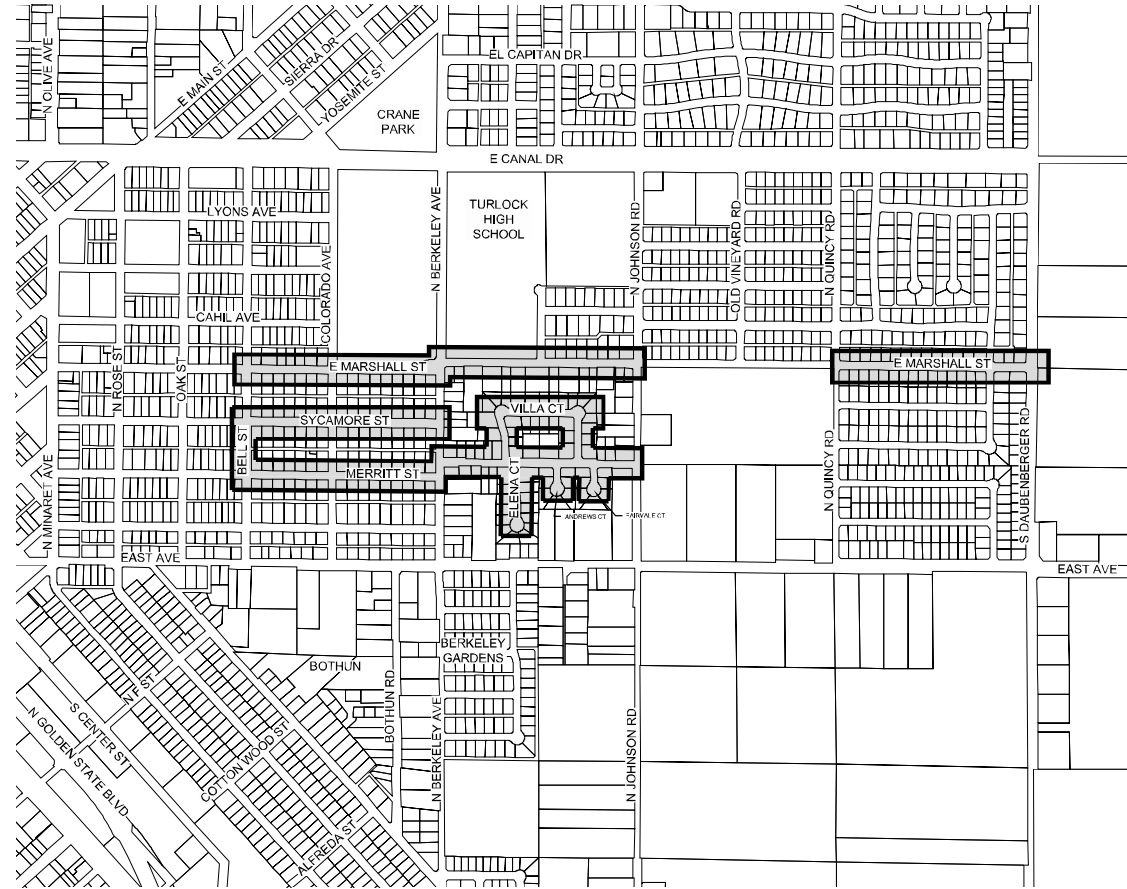 N OLIVE AVE
E MAIN ST
SIERRA DR
YOSEMITE ST
EL CAPITAN DR
CRANE
PARK
E CANAL DR
LYONS AVE
N BERKELEY AVE
TURLOCK
HIGH
SCHOOL
N JOHNSON RD
OLD VINEYARD RD
N QUINCY RD
COLORADO AVE
CAHIL AVE
N ROSE ST
OAK ST
E MARSHALL ST
E MARSHALL ST
SYCAMORE ST
VILLA CT
BELL ST
MERRITT ST
ELENA CT
ANDREWS CT
FAIRVALE CT
N QUINCY RD
S DAUBENBERGER RD
N MINARET AVE
EAST AVE
EAST AVE
BERKELEY
GARDENS
BOTHUN
BOTHUN RD
N BERKELEY AVE
N JOHNSON RD
N F ST
S CENTER ST
N GOLDEN STATE BLVD
COTTON WOOD ST
ALFREDA ST